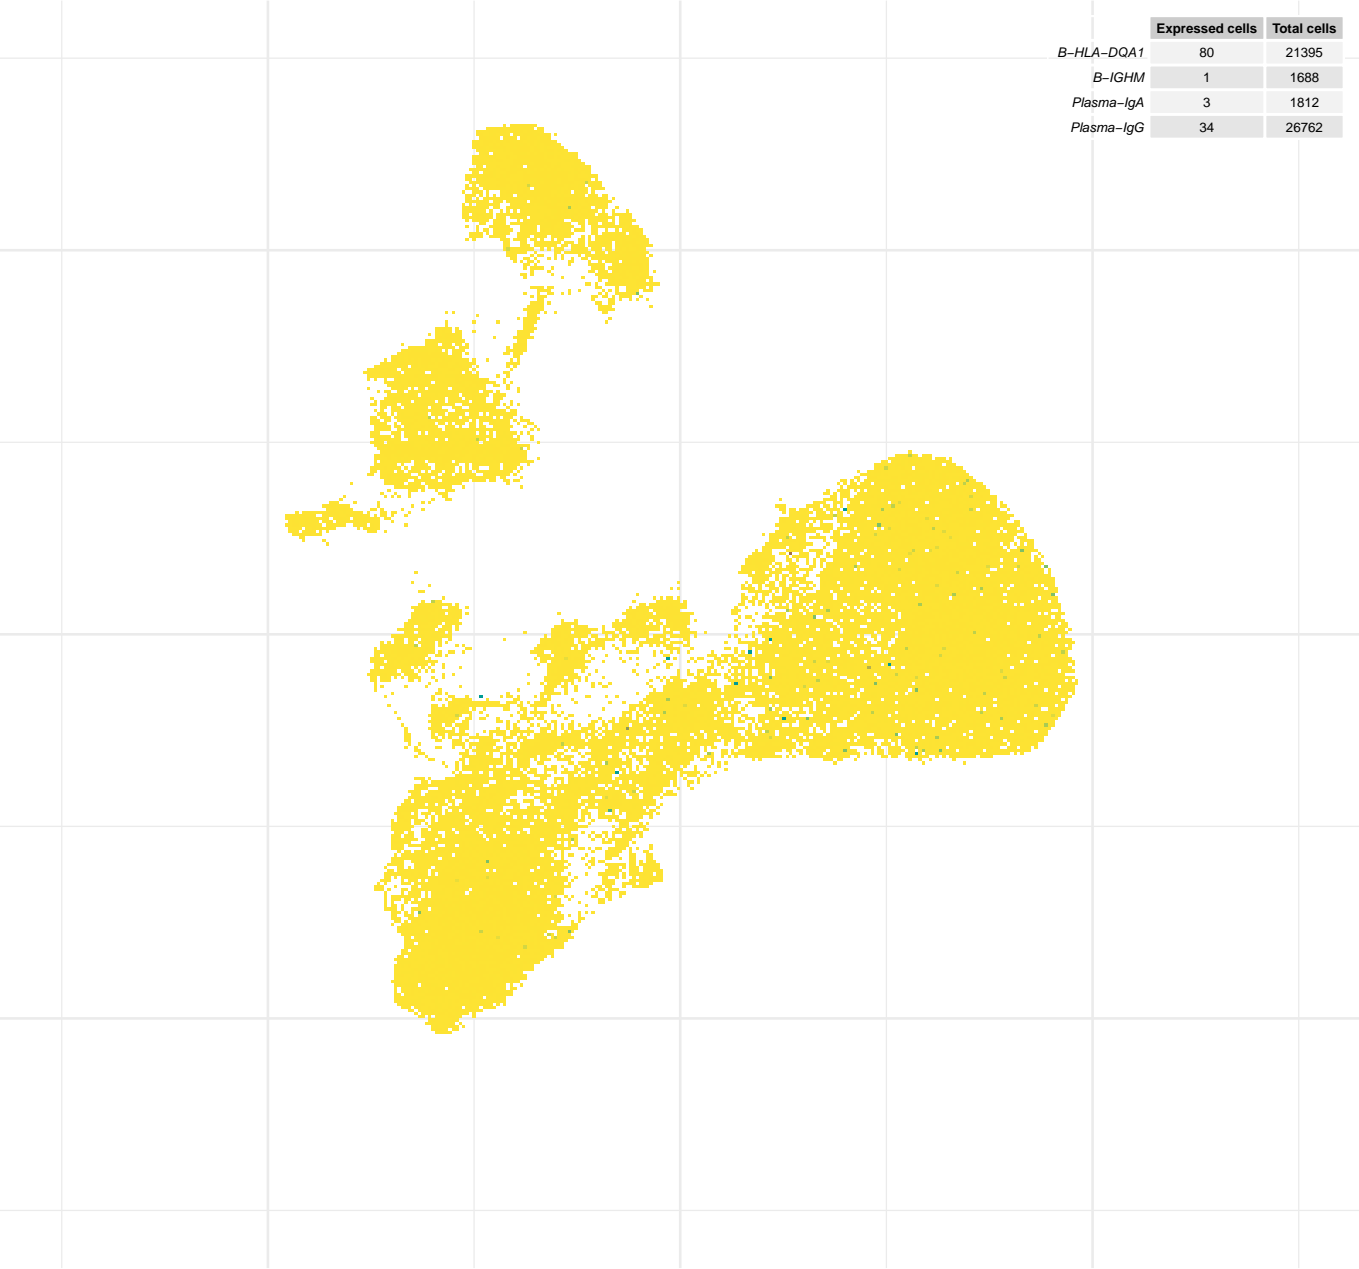 Expressed cells Total cells
B−HLA−DQA1 80 21395
B−IGHM 1 1688
Plasma−IgA 3 1812
Plasma−IgG 34 26762